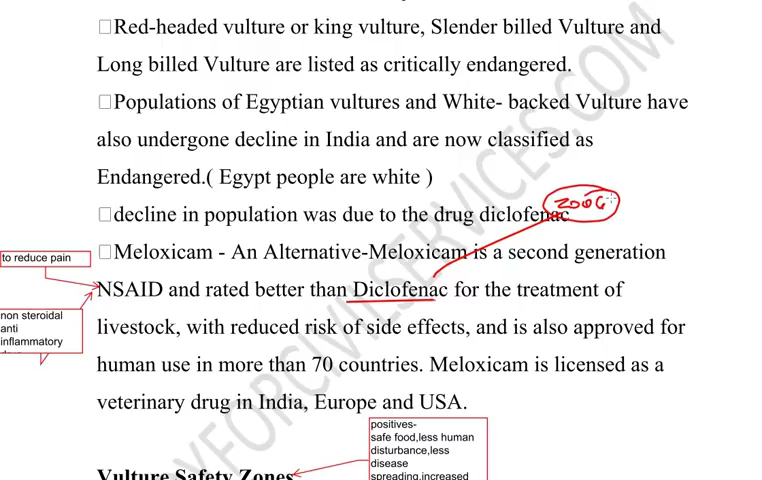 Red-headed vulture or king vulture, Slender billed Vulture and
Long billed Vulture are listed as critically endangered.
Populations of Egyptian vultures and White- backed Vulture have
also undergone decline in India and are now classified as
Endangered.( Egypt people are white )
2006
decline in population was due to the drug diclofenac
Meloxicam - An Alternative-Meloxicam is a second generation
to reduce pain
NSAID and rated better than Diclofenac for the treatment of
non steroidal
anti
inflammatory
livestock, with reduced risk of side effects, and is also approved for
human use in more than 70 countries. Meloxicam is licensed as a
veterinary drug in India, Europe and USA.
positives-
safe food,less human
disturbance,less
disease
spreading,increased
Vulture Safety Zones
YFORCIVILSERVICES.COM